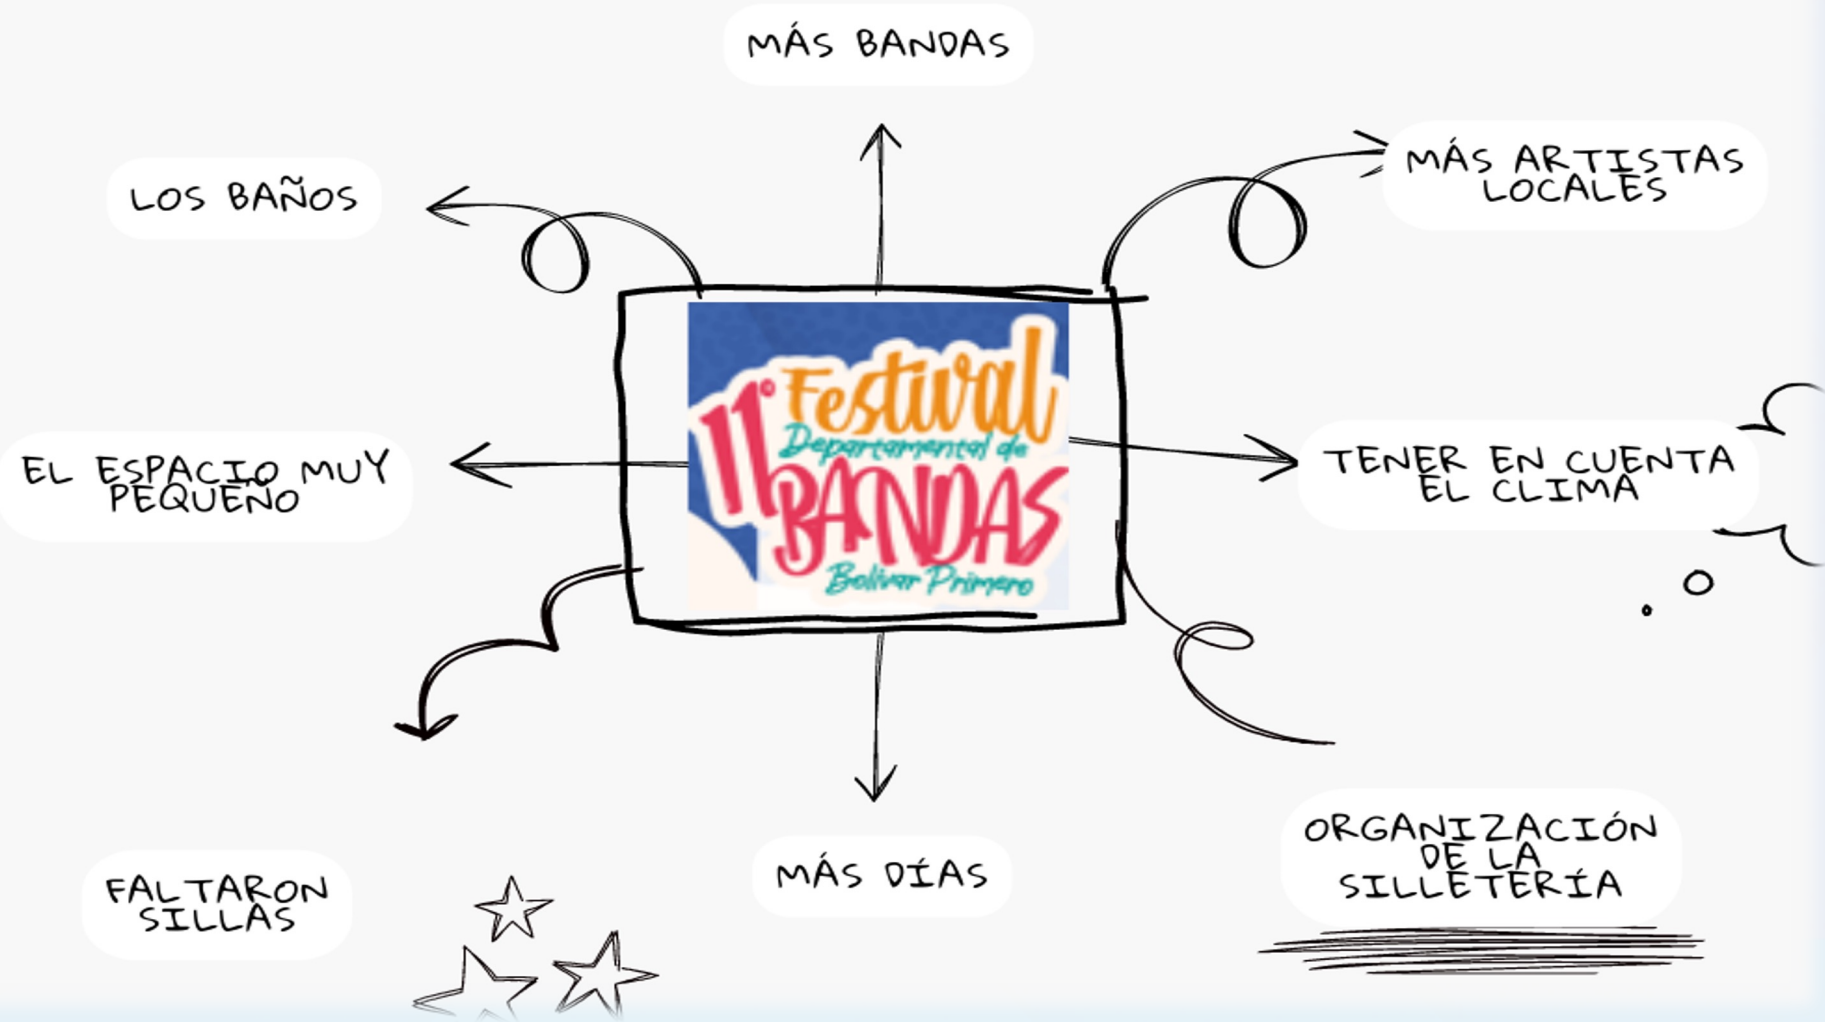 MÁS BANDAS
MÁS ARTISTAS
LOCALES
LOS BAÑOS
11° Festival
Departamental de
BANDAS
Bolívar Primero
EL ESPACIO MUY
PEQUEÑO
TENER EN CUENTA
EL CLIMA
FALTARON
SILLAS
MÁS DÍAS
ORGANIZACIÓN
DE LA
SILLETERÍA